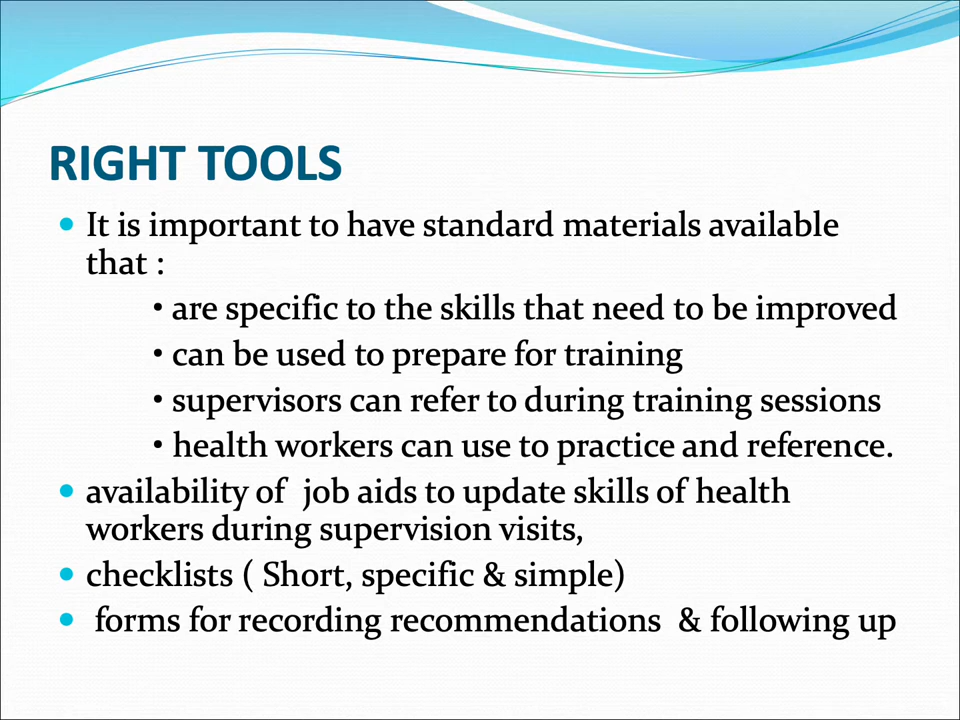 RIGHT TOOLS
• It is important to have standard materials available
that :
• are specific to the skills that need to be improved
• can be used to prepare for training
• supervisors can refer to during training sessions
• health workers can use to practice and reference.
• availability of  job aids to update skills of health
workers during supervision visits,
• checklists ( Short, specific & simple)
•  forms for recording recommendations  & following up